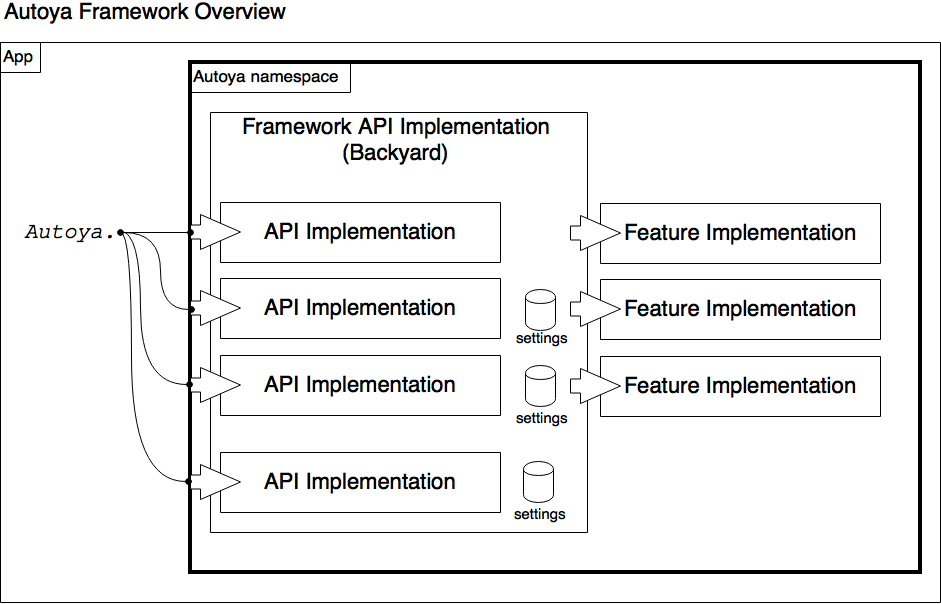 Autoya Framework Overview
App
Autoya namespace
Framework API Implementation
(Backyard)
Autoya.
API Implementation
Feature Implementation
API Implementation
settings
Feature Implementation
API Implementation
settings
Feature Implementation
API Implementation
settings